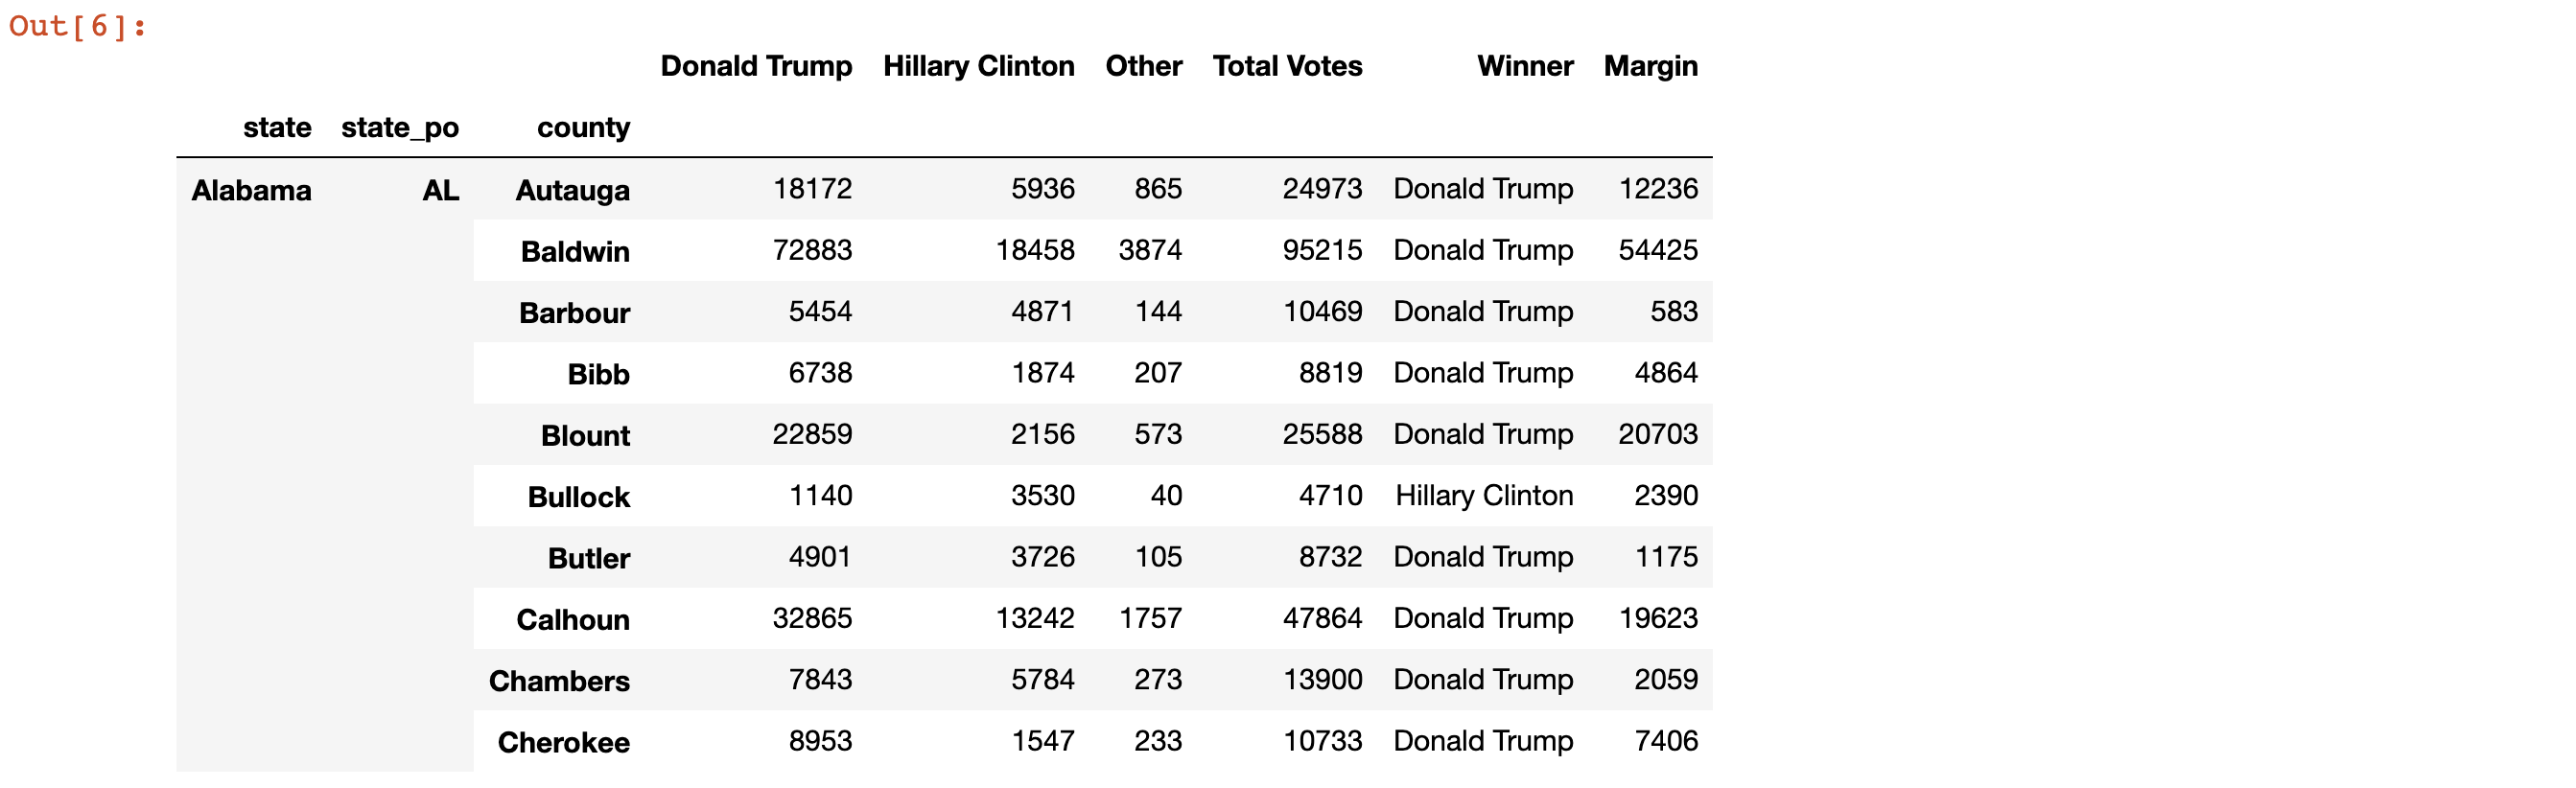 Out[6]:
Donald Trump Hillary Clinton Other Total Votes Winner Margin
state state_po county
Alabama AL Autauga 18172 5936 865 24973 Donald Trump 12236
Baldwin 72883 18458 3874 95215 Donald Trump 54425
Barbour 5454 4871 144 10469 Donald Trump 583
Bibb 6738 1874 207 8819 Donald Trump 4864
Blount 22859 2156 573 25588 Donald Trump 20703
Bullock 1140 3530 40 4710 Hillary Clinton 2390
Butler 4901 3726 105 8732 Donald Trump 1175
Calhoun 32865 13242 1757 47864 Donald Trump 19623
Chambers 7843 5784 273 13900 Donald Trump 2059
Cherokee 8953 1547 233 10733 Donald Trump 7406